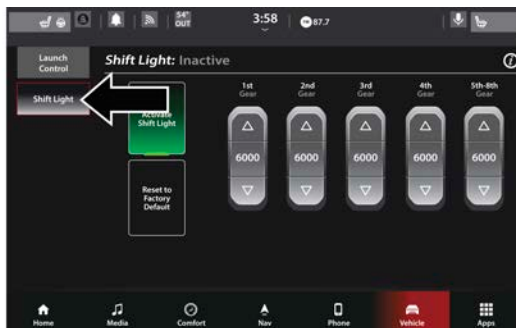 54°
OUT
3:58
FM 87.7
Launch
Control
Shift Light: Inactive
Shift Light
Activate
Shift Light
Reset to
Factory
Default
1st
Gear
2nd
Gear
3rd
Gear
4th
Gear
5th-8th
Gear
6000
6000
6000
6000
6000
Home
Media
Comfort
Nav
Phone
Vehicle
Apps